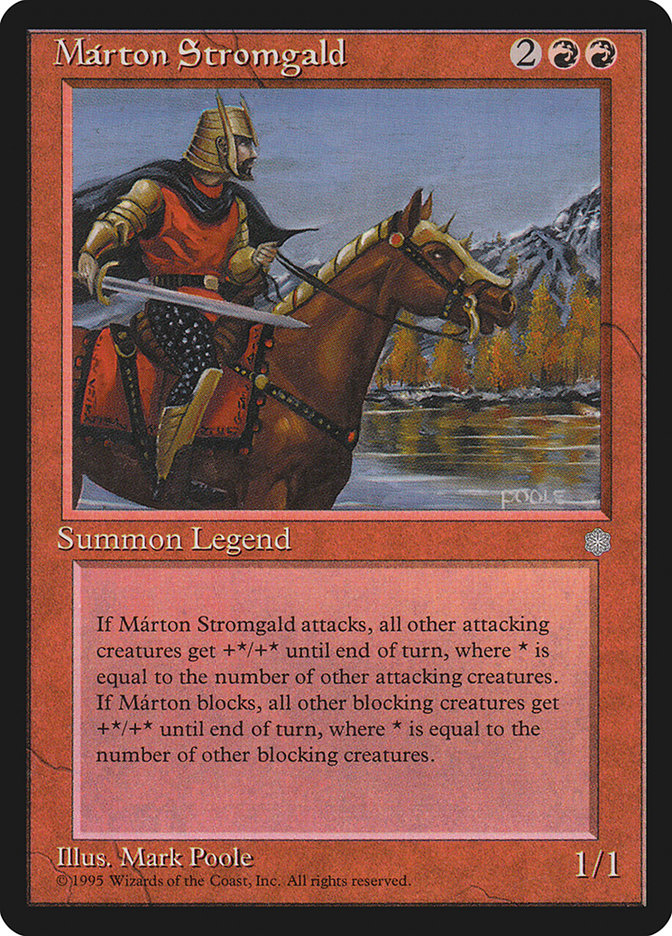 Márton Stromgald 2
POOLE
Summon Legend
If Márton Stromgald attacks, all other attacking
creatures get +*/+* until end of turn, where * is
equal to the number of other attacking creatures.
If Márton blocks, all other blocking creatures get
+*/+* until end of turn, where * is equal to the
number of other blocking creatures.
Illus. Mark Poole
1/1
©1995 Wizards of the Coast, Inc. All rights reserved.